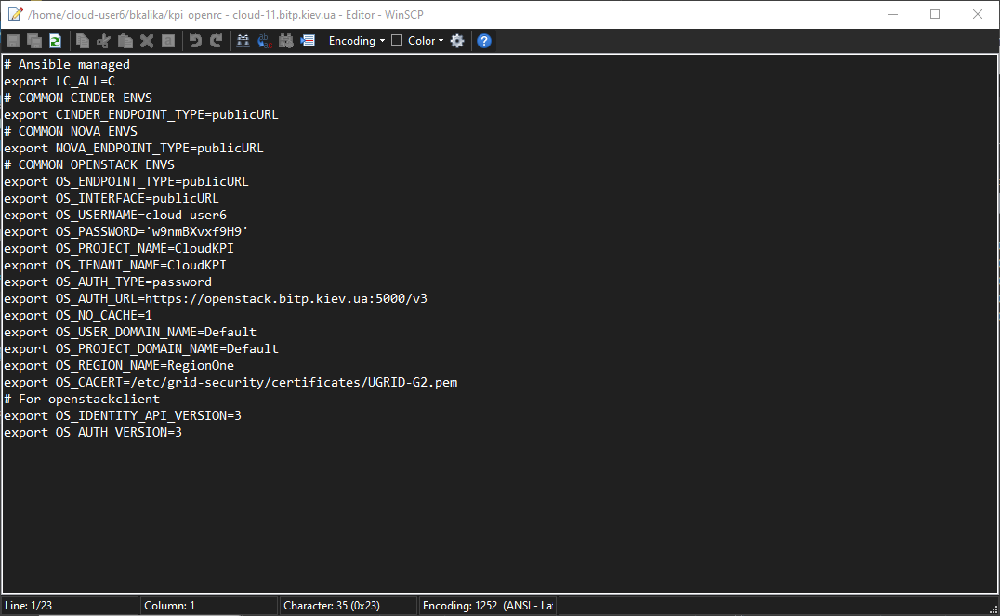 /home/cloud-user6/bkalika/kpi_openrc - cloud-11.bitp.kiev.ua - Editor - WinSCP
Encoding Color
# Ansible managed
export LC_ALL=C
# COMMON CINDER ENVS
export CINDER_ENDPOINT_TYPE=publicURL
# COMMON NOVA ENVS
export NOVA_ENDPOINT_TYPE=publicURL
# COMMON OPENSTACK ENVS
export OS_ENDPOINT_TYPE=publicURL
export OS_INTERFACE=publicURL
export OS_USERNAME=cloud-user6
export OS_PASSWORD='w9nmBXvxf9H9'
export OS_PROJECT_NAME=CloudKPI
export OS_TENANT_NAME=CloudKPI
export OS_AUTH_TYPE=password
export OS_AUTH_URL=https://openstack.bitp.kiev.ua:5000/v3
export OS_NO_CACHE=1
export OS_USER_DOMAIN_NAME=Default
export OS_PROJECT_DOMAIN_NAME=Default
export OS_REGION_NAME=RegionOne
export OS_CACERT=/etc/grid-security/certificates/UGRID-G2.pem
# For openstackclient
export OS_IDENTITY_API_VERSION=3
export OS_AUTH_VERSION=3
Line: 1/23 Column: 1 Character: 35 (0x23) Encoding: 1252 (ANSI - La